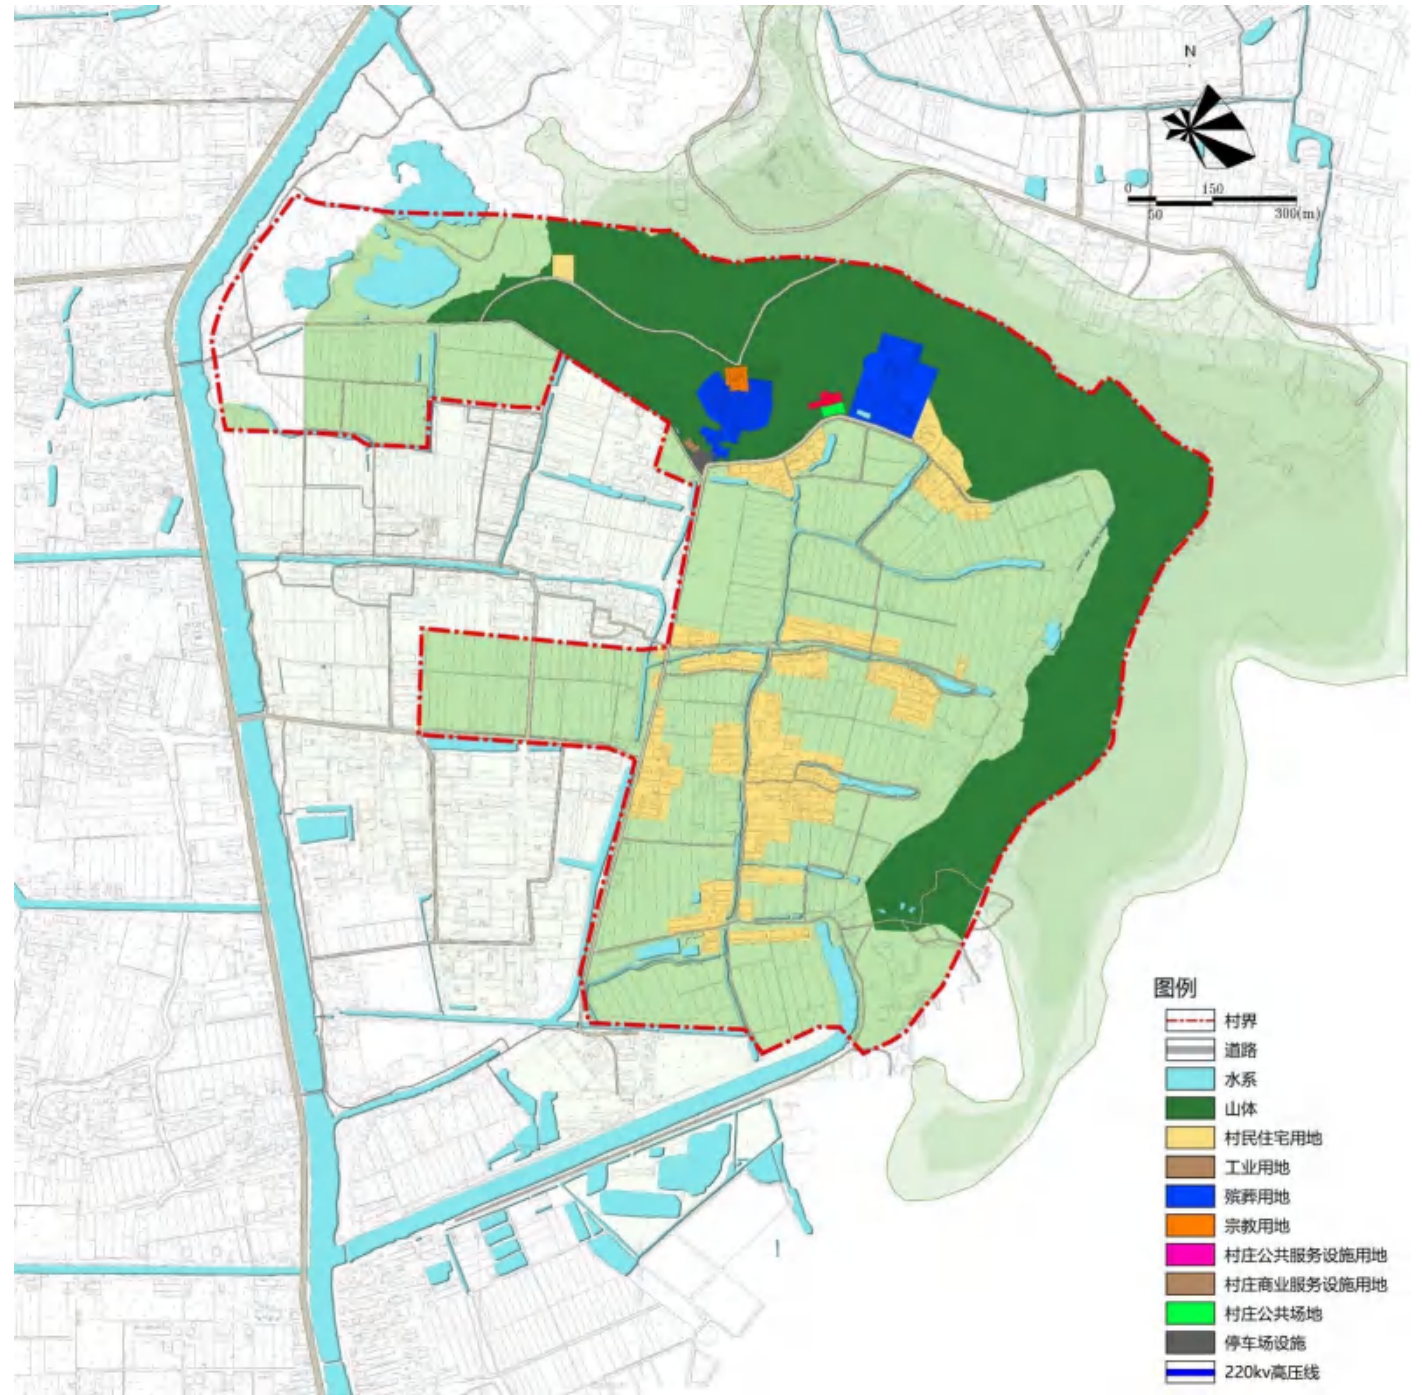 N
0 150
50 300(m)
图例
村界
道路
水系
山体
村民住宅用地
工业用地
殡葬用地
宗教用地
村庄公共服务设施用地
村庄商业服务设施用地
村庄公共场地
停车场设施
220kv高压线